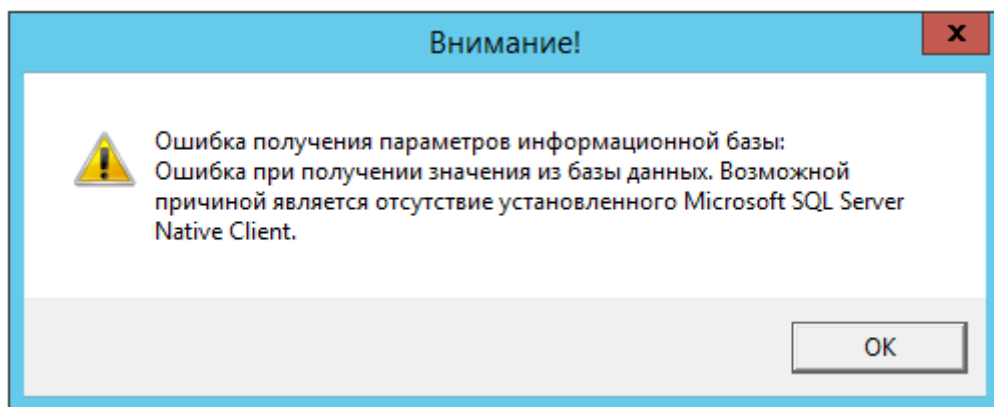 Внимание!
x
Ошибка получения параметров информационной базы:
Ошибка при получении значения из базы данных. Возможной
причиной является отсутствие установленного Microsoft SQL Server
Native Client.
OK